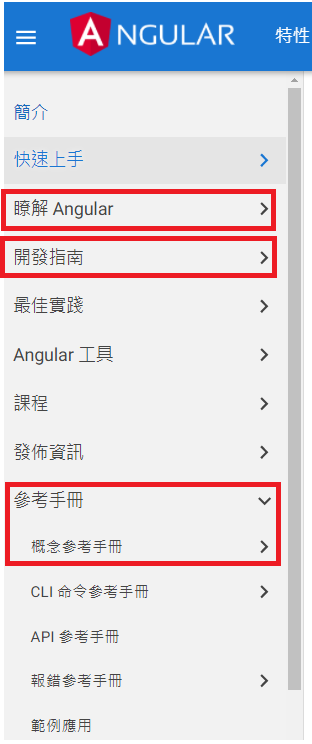 ANGULAR 特性
簡介
快速上手
瞭解 Angular
開發指南
最佳實踐
Angular 工具
課程
發佈資訊
參考手冊
概念參考手冊
CLI 命令參考手冊
API 參考手冊
報錯參考手冊
範例應用